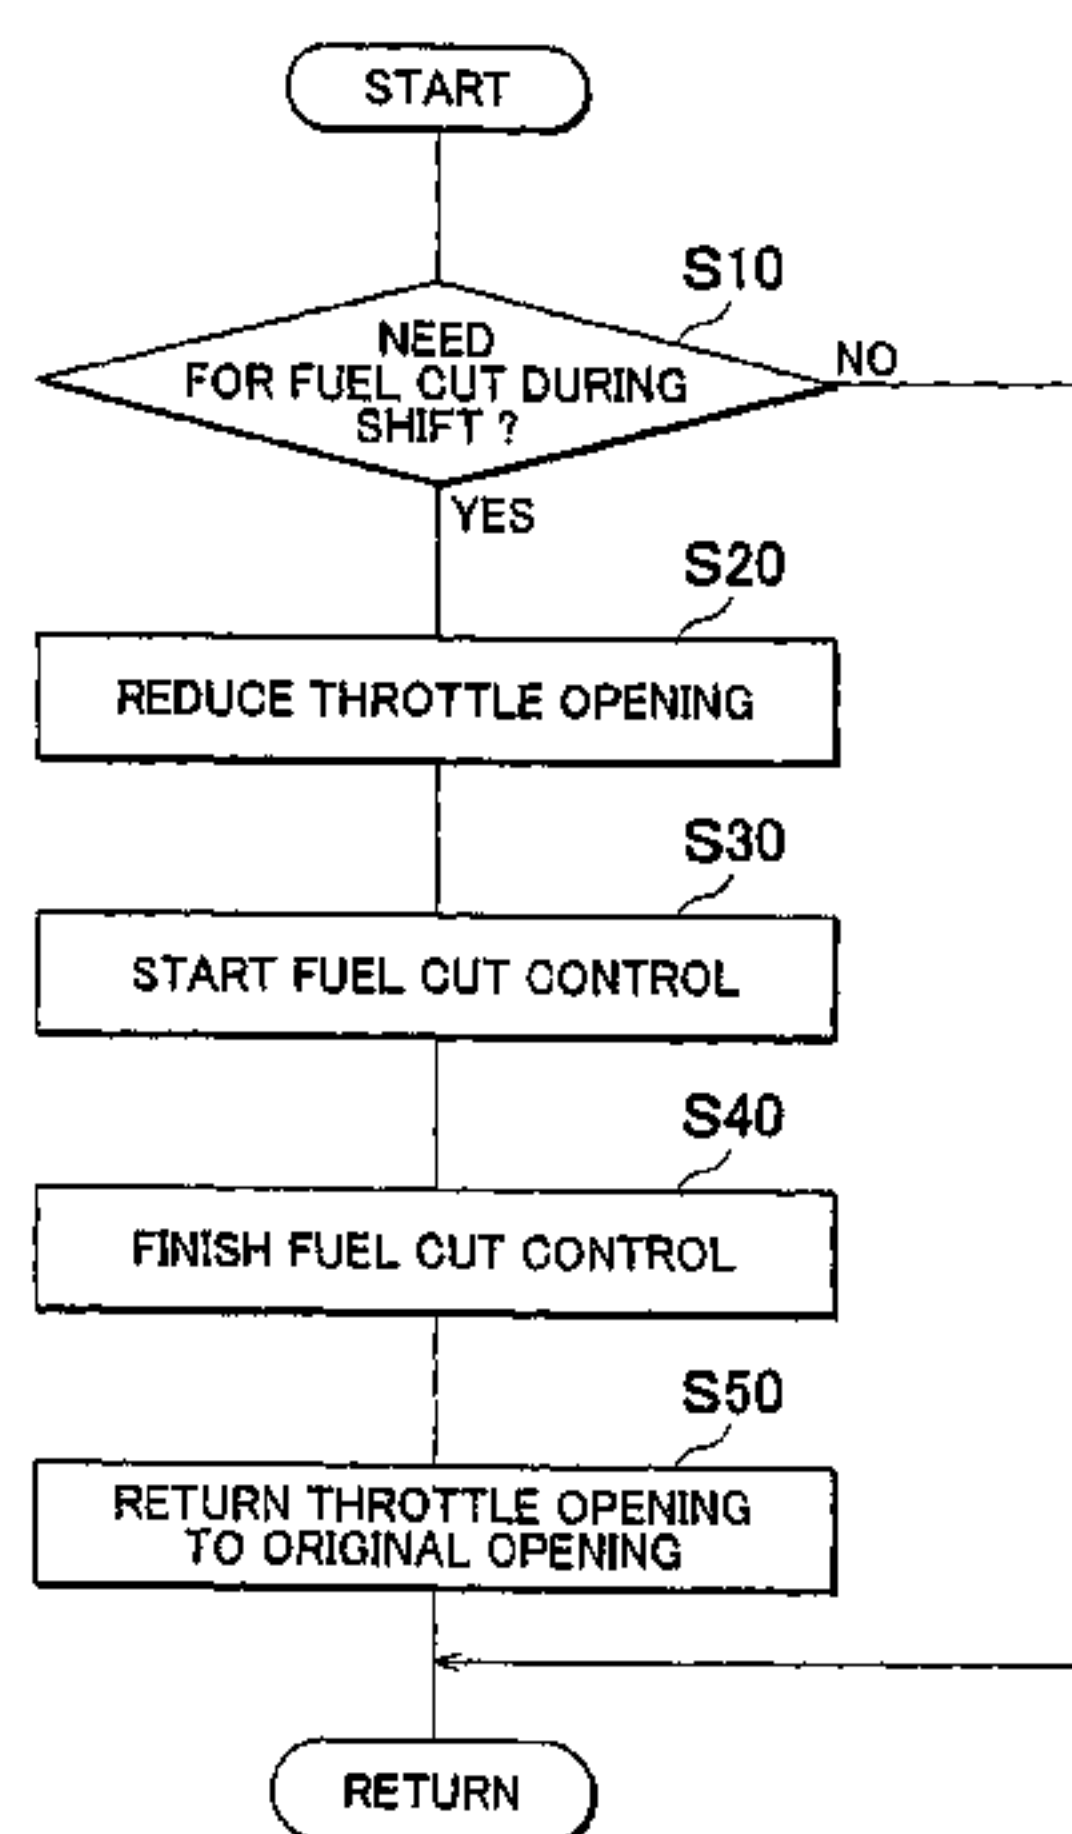 START
S10
NEED
FOR FUEL CUT DURING
SHIFT ?
NO
YES
S20
REDUCE THROTTLE OPENING
S30
START FUEL CUT CONTROL
S40
FINISH FUEL CUT CONTROL
S50
RETURN THROTTLE OPENING
TO ORIGINAL OPENING
RETURN